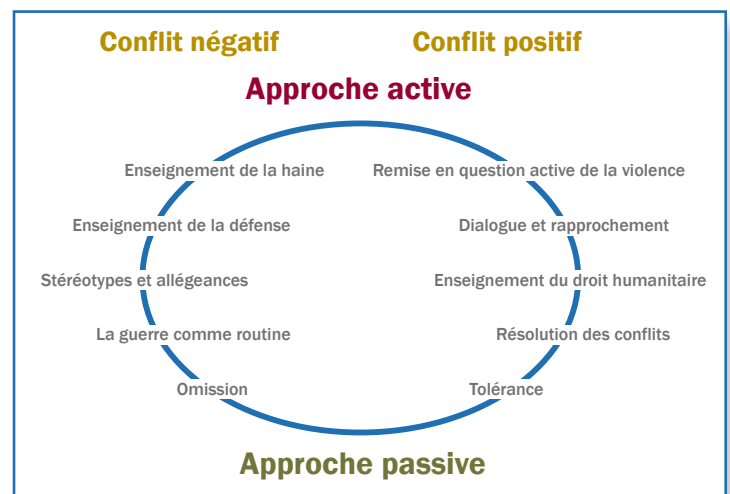 Conflit négatif
Conflit positif
Approche active
Enseignement de la haine
Remise en question active de la violence
Enseignement de la défense
Dialogue et rapprochement
Stéréotypes et allégeances
Enseignement du droit humanitaire
La guerre comme routine
Résolution des conflits
Omission
Tolérance
Approche passive